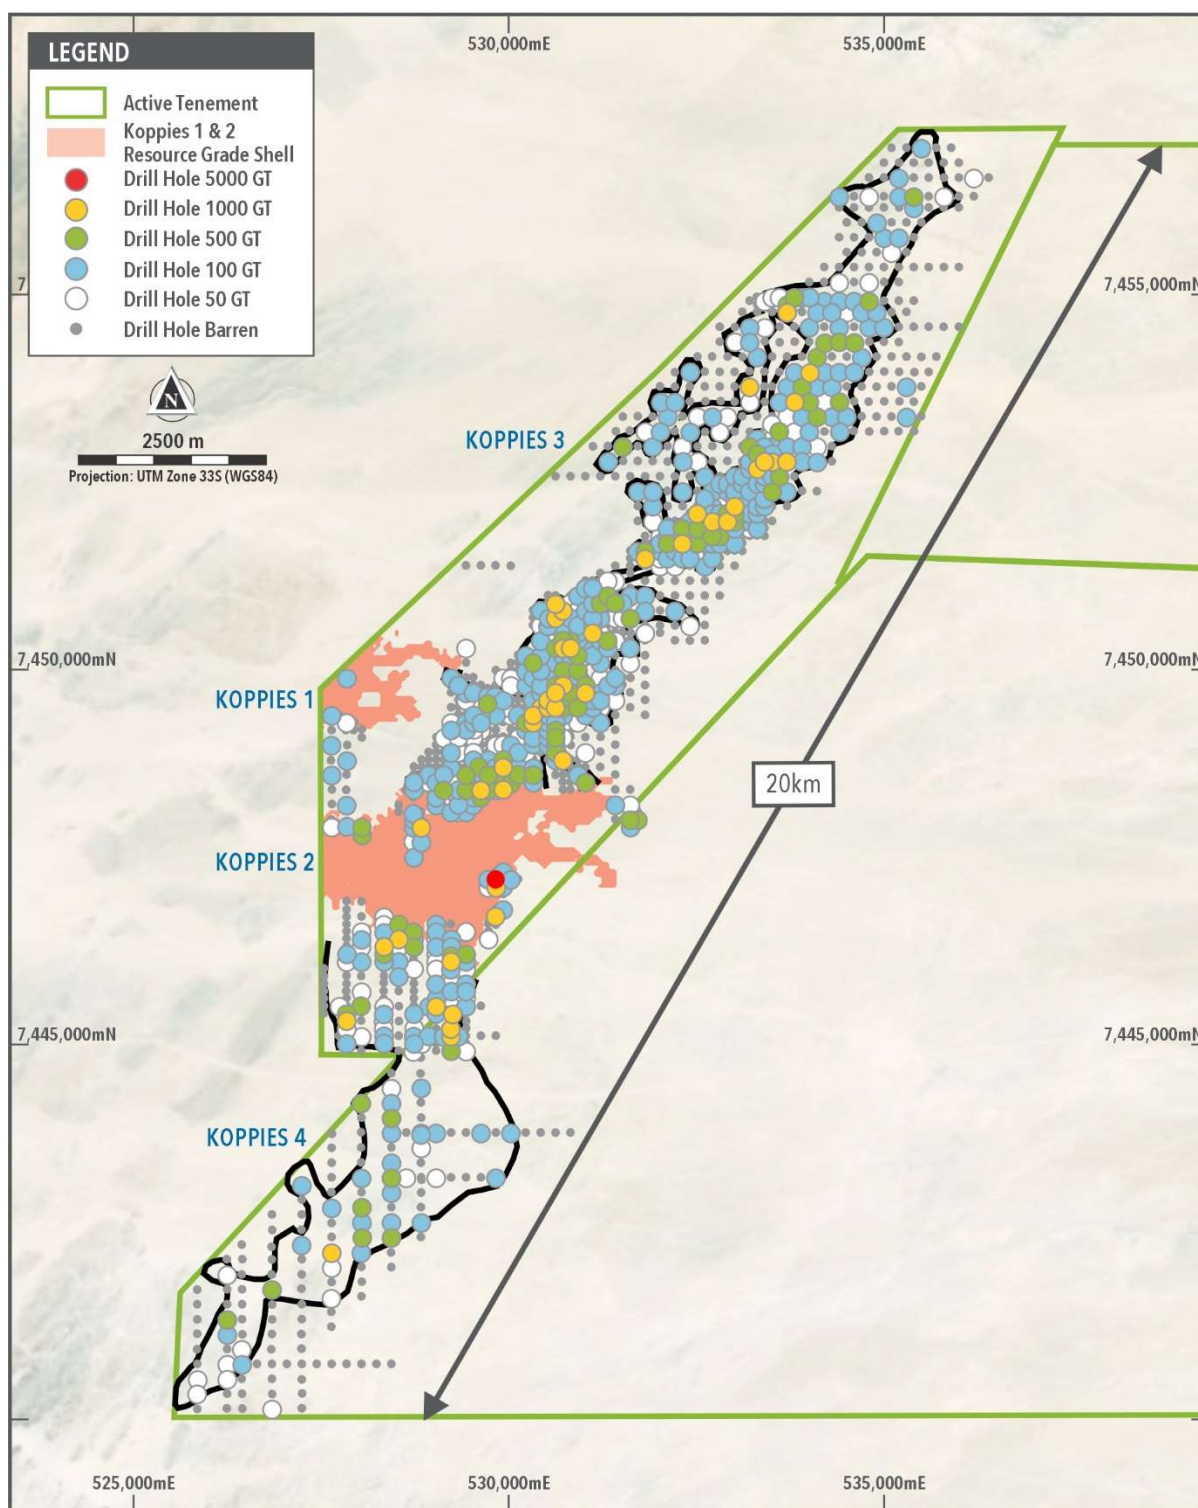 530,000mE
535,000mE
LEGEND
Active Tenement
Koppies 1 & 2
Resource Grade Shell
Drill Hole 5000 GT
Drill Hole 1000 GT
Drill Hole 500 GT
Drill Hole 100 GT
Drill Hole 50 GT
Drill Hole Barren
7,455,000mN
N
2500 m
Projection: UTM Zone 33S (WGS84)
KOPPIES 3
7,450,000mN
7,450,000mN
KOPPIES 1
20km
KOPPIES 2
7,445,000mN
7,445,000mN
KOPPIES 4
525,000mE
530,000mE
535,000mE